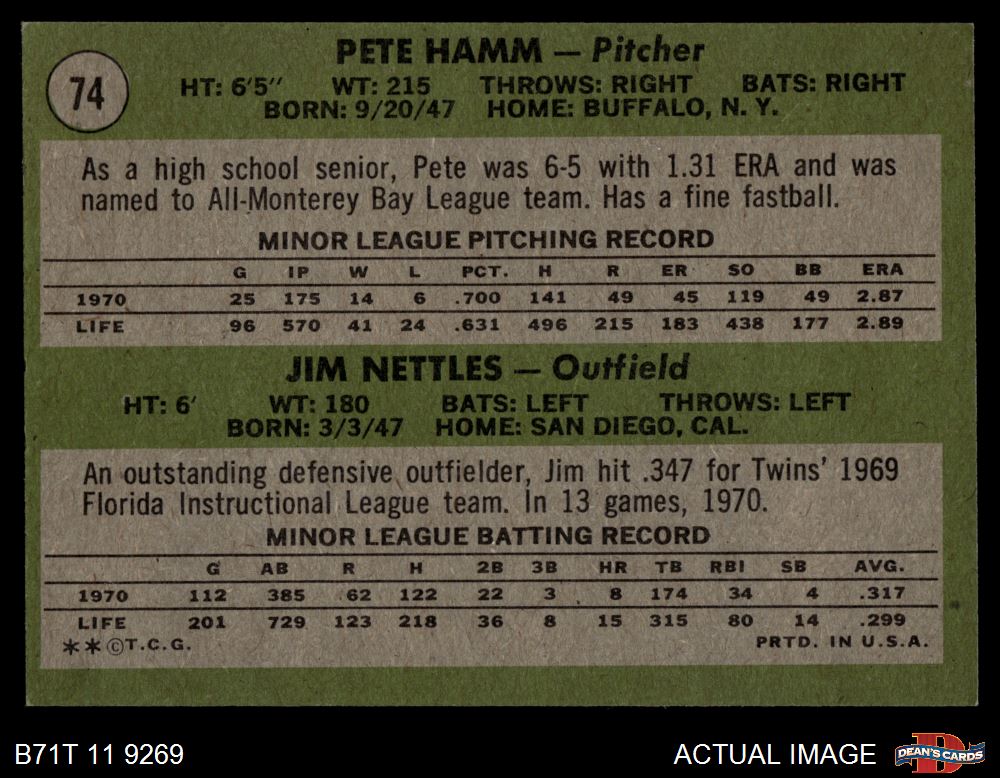 PETE HAMM — Pitcher
74
HT: 6'5" WT: 215 THROWS: RIGHT BATS: RIGHT
BORN: 9/20/47 HOME: BUFFALO, N. Y.
As a high school senior, Pete was 6-5 with 1.31 ERA and was
named to All-Monterey Bay League team. Has a fine fastball.
MINOR LEAGUE PITCHING RECORD
G IP W L PCT. H R ER SO BB ERA
1970 25 175 14 6 .700 141 49 45 119 49 2.87
LIFE 96 570 41 24 .631 496 215 183 438 177 2.89
JIM NETTLES — Outfield
HT: 6' WT: 180 BATS: LEFT THROWS: LEFT
BORN: 3/3/47 HOME: SAN DIEGO, CAL.
An outstanding defensive outfielder, Jim hit .347 for Twins' 1969
Florida Instructional League team. In 13 games, 1970.
MINOR LEAGUE BATTING RECORD
G AB R H 2B 3B HR TB RBI SB AVG.
1970 112 385 62 122 22 3 8 174 34 4 .317
LIFE 201 729 123 218 36 8 15 315 80 14 .299
**©T.C.G. PRTD. IN U.S.A.
B71T 11 9269 ACTUAL IMAGE DEAN'S CARDS